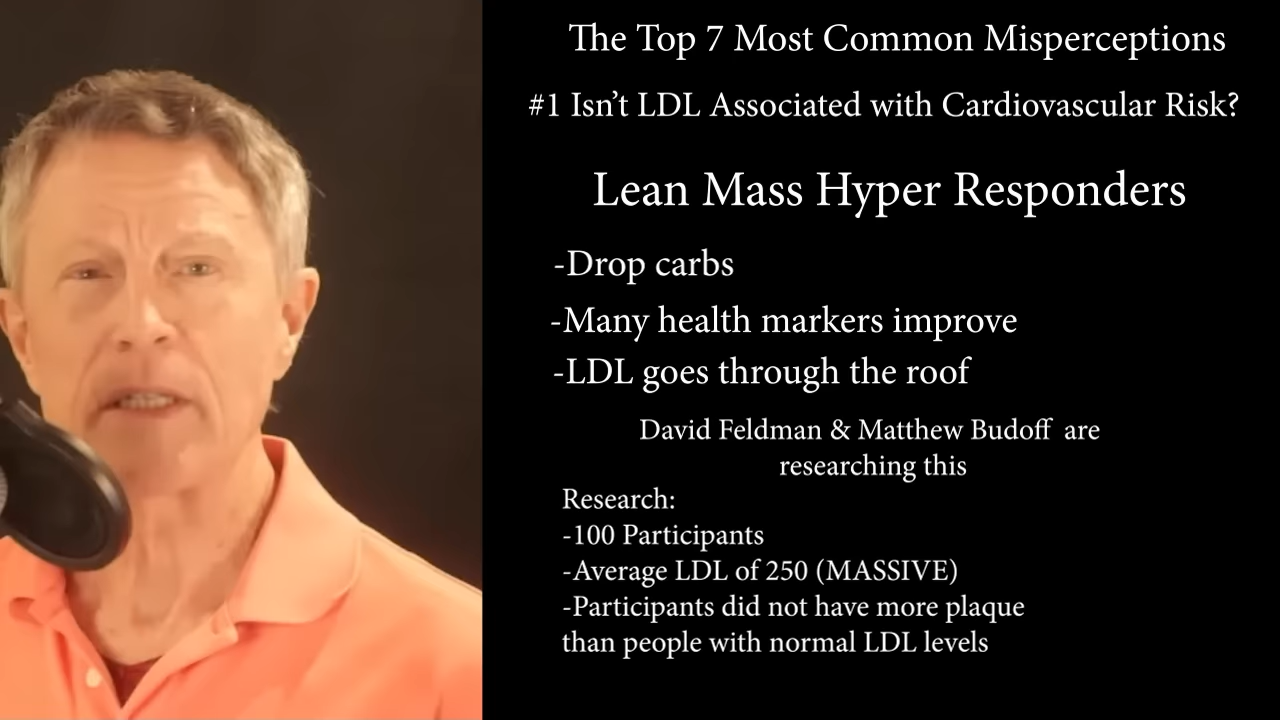 The Top 7 Most Common Misperceptions
#1 Isn’t LDL Associated with Cardiovascular Risk?
Lean Mass Hyper Responders
-Drop carbs
-Many health markers improve
-LDL goes through the roof
David Feldman & Matthew Budoff are
researching this
Research:
-100 Participants
-Average LDL of 250 (MASSIVE)
-Participants did not have more plaque
than people with normal LDL levels